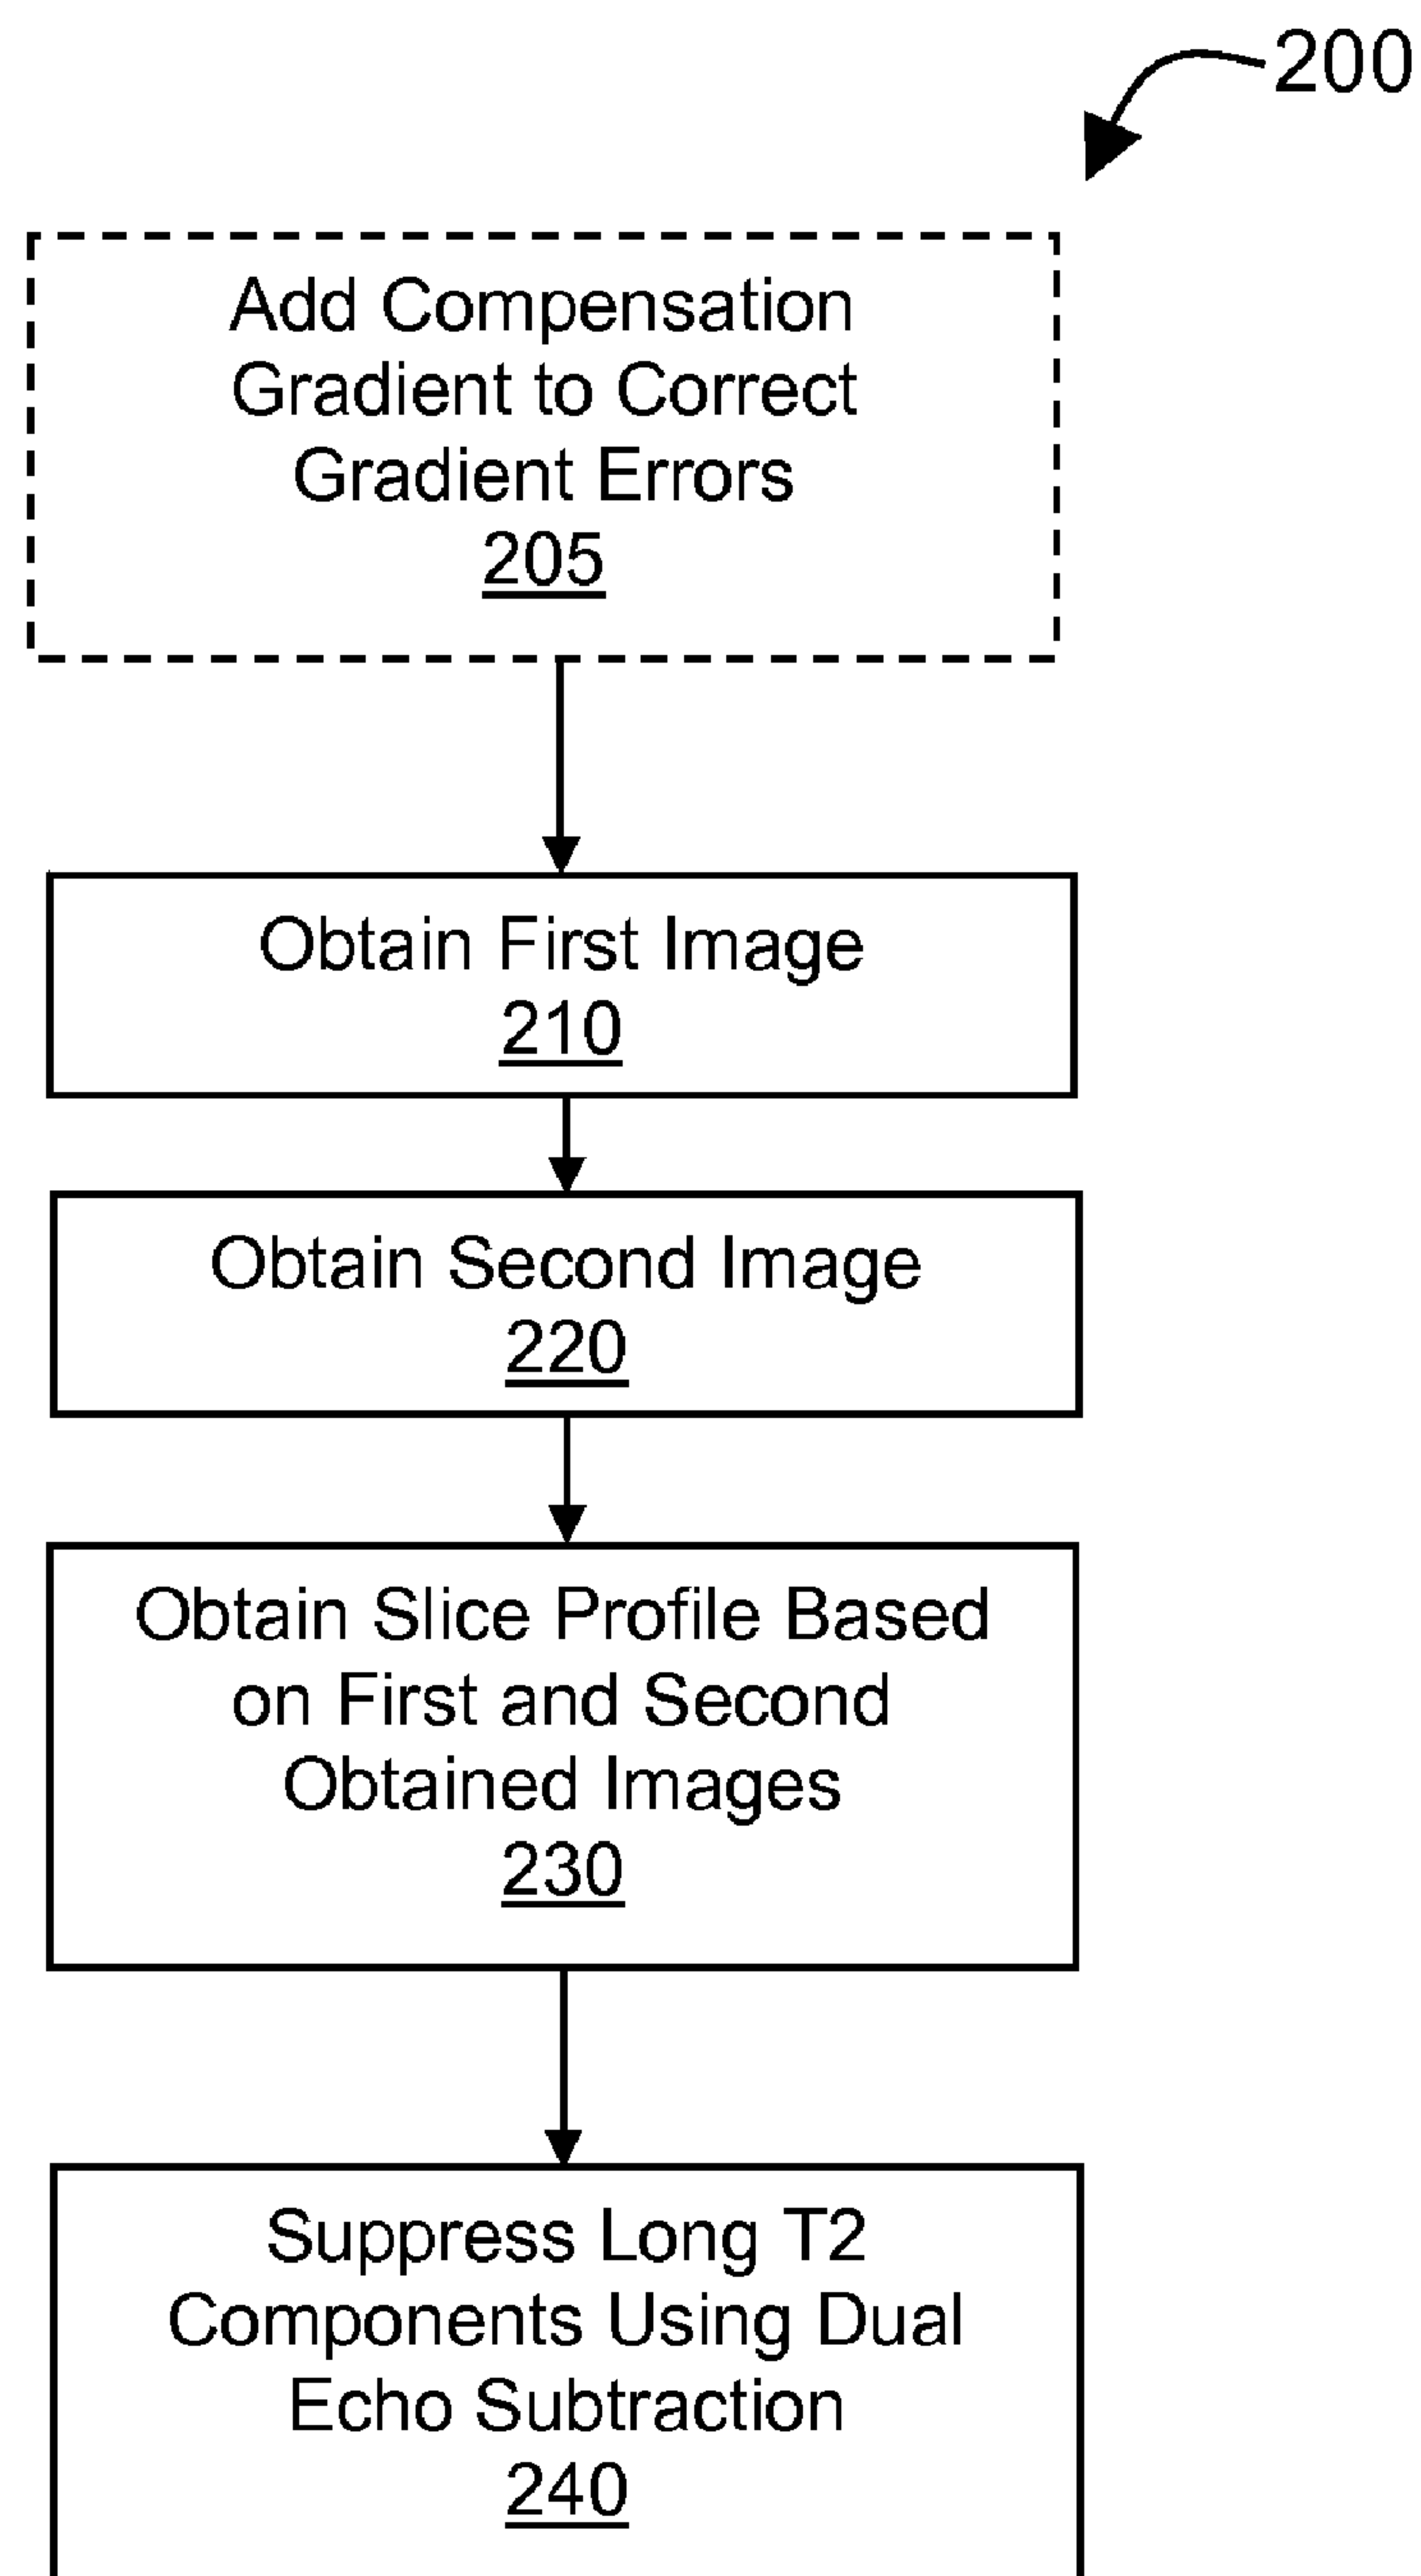 200
Add Compensation
Gradient to Correct
Gradient Errors
205
Obtain First Image
210
Obtain Second Image
220
Obtain Slice Profile Based
on First and Second
Obtained Images
230
Suppress Long T2
Components Using Dual
Echo Subtraction
240